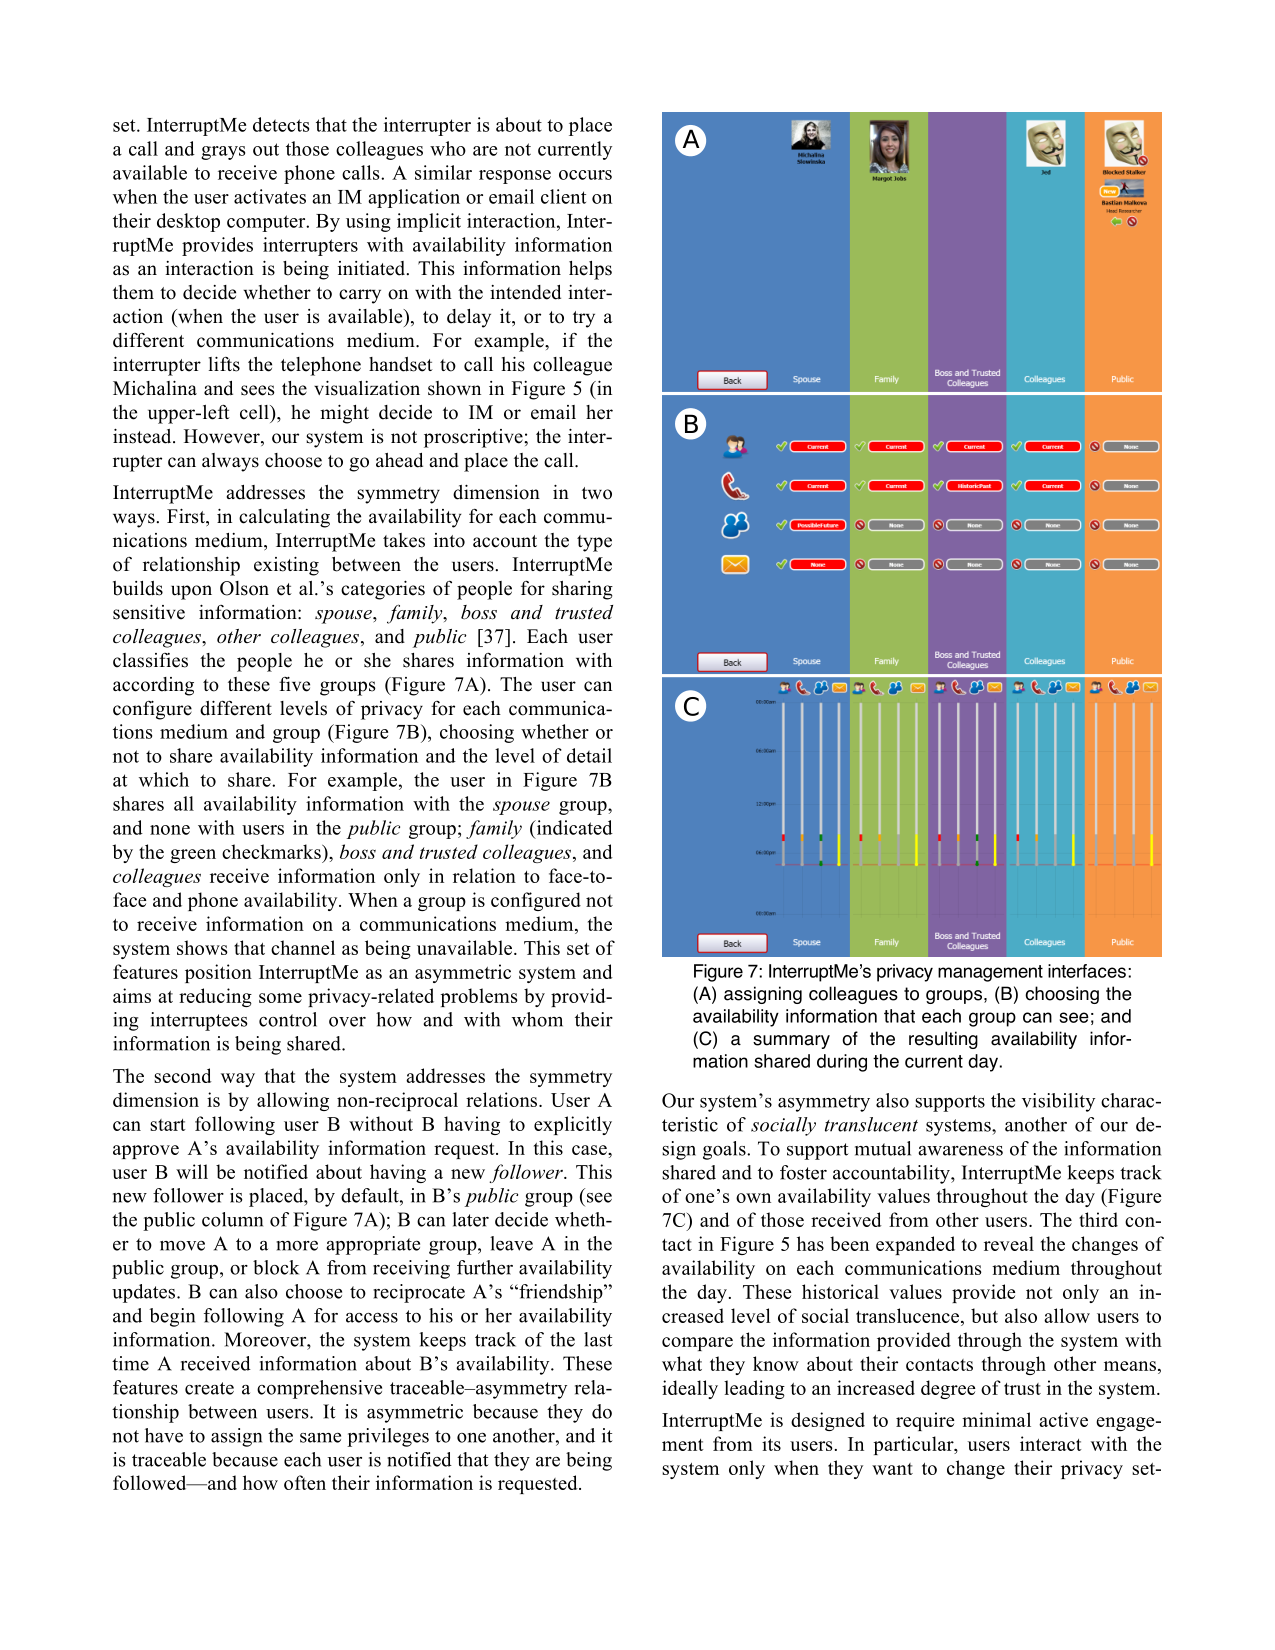 set. InterruptMe detects that the interrupter is about to place
a call and grays out those colleagues who are not currently
available to receive phone calls. A similar response occurs
when the user activates an IM application or email client on
their desktop computer. By using implicit interaction, Inter-
ruptMe provides interrupters with availability information
as an interaction is being initiated. This information helps
them to decide whether to carry on with the intended inter-
action (when the user is available), to delay it, or to try a
different communications medium. For example, if the
interrupter lifts the telephone handset to call his colleague
Michalina and sees the visualization shown in Figure 5 (in
the upper-left cell), he might decide to IM or email her
instead. However, our system is not proscriptive; the inter-
rupter can always choose to go ahead and place the call.
InterruptMe addresses the symmetry dimension in two
ways. First, in calculating the availability for each commu-
nications medium, InterruptMe takes into account the type
of relationship existing between the users. InterruptMe
builds upon Olson et al.'s categories of people for sharing
sensitive information: spouse, family, boss and trusted
colleagues, other colleagues, and public [37]. Each user
classifies the people he or she shares information with
according to these five groups (Figure 7A). The user can
configure different levels of privacy for each communica-
tions medium and group (Figure 7B), choosing whether or
not to share availability information and the level of detail
at which to share. For example, the user in Figure 7B
shares all availability information with the spouse group,
and none with users in the public group; family (indicated
by the green checkmarks), boss and trusted colleagues, and
colleagues receive information only in relation to face-to-
face and phone availability. When a group is configured not
to receive information on a communications medium, the
system shows that channel as being unavailable. This set of
features position InterruptMe as an asymmetric system and
aims at reducing some privacy-related problems by provid-
ing interruptees control over how and with whom their
information is being shared.
The second way that the system addresses the symmetry
dimension is by allowing non-reciprocal relations. User A
can start following user B without B having to explicitly
approve A's availability information request. In this case,
user B will be notified about having a new follower. This
new follower is placed, by default, in B's public group (see
the public column of Figure 7A); B can later decide wheth-
er to move A to a more appropriate group, leave A in the
public group, or block A from receiving further availability
updates. B can also choose to reciprocate A's “friendship”
and begin following A for access to his or her availability
information. Moreover, the system keeps track of the last
time A received information about B's availability. These
features create a comprehensive traceable–asymmetry rela-
tionship between users. It is asymmetric because they do
not have to assign the same privileges to one another, and it
is traceable because each user is notified that they are being
followed—and how often their information is requested.
A
Michalina
Slowinska
Margot Jobs
Jed
Blocked Stalker
New
Bastian Malkova
Head Researcher
Back Spouse Family Boss and Trusted Colleagues Colleagues Public
B
Current Current Current Current None
Current Current HistoricPast Current None
PossibleFuture None None None None
None None None None None
Back Spouse Family Boss and Trusted Colleagues Colleagues Public
C
00:00am
06:00am
12:00pm
06:00pm
00:00am
Back Spouse Family Boss and Trusted Colleagues Colleagues Public
Figure 7: InterruptMe's privacy management interfaces:
(A) assigning colleagues to groups, (B) choosing the
availability information that each group can see; and
(C) a summary of the resulting availability infor-
mation shared during the current day.
Our system's asymmetry also supports the visibility charac-
teristic of socially translucent systems, another of our de-
sign goals. To support mutual awareness of the information
shared and to foster accountability, InterruptMe keeps track
of one's own availability values throughout the day (Figure
7C) and of those received from other users. The third con-
tact in Figure 5 has been expanded to reveal the changes of
availability on each communications medium throughout
the day. These historical values provide not only an in-
creased level of social translucence, but also allow users to
compare the information provided through the system with
what they know about their contacts through other means,
ideally leading to an increased degree of trust in the system.
InterruptMe is designed to require minimal active engage-
ment from its users. In particular, users interact with the
system only when they want to change their privacy set-